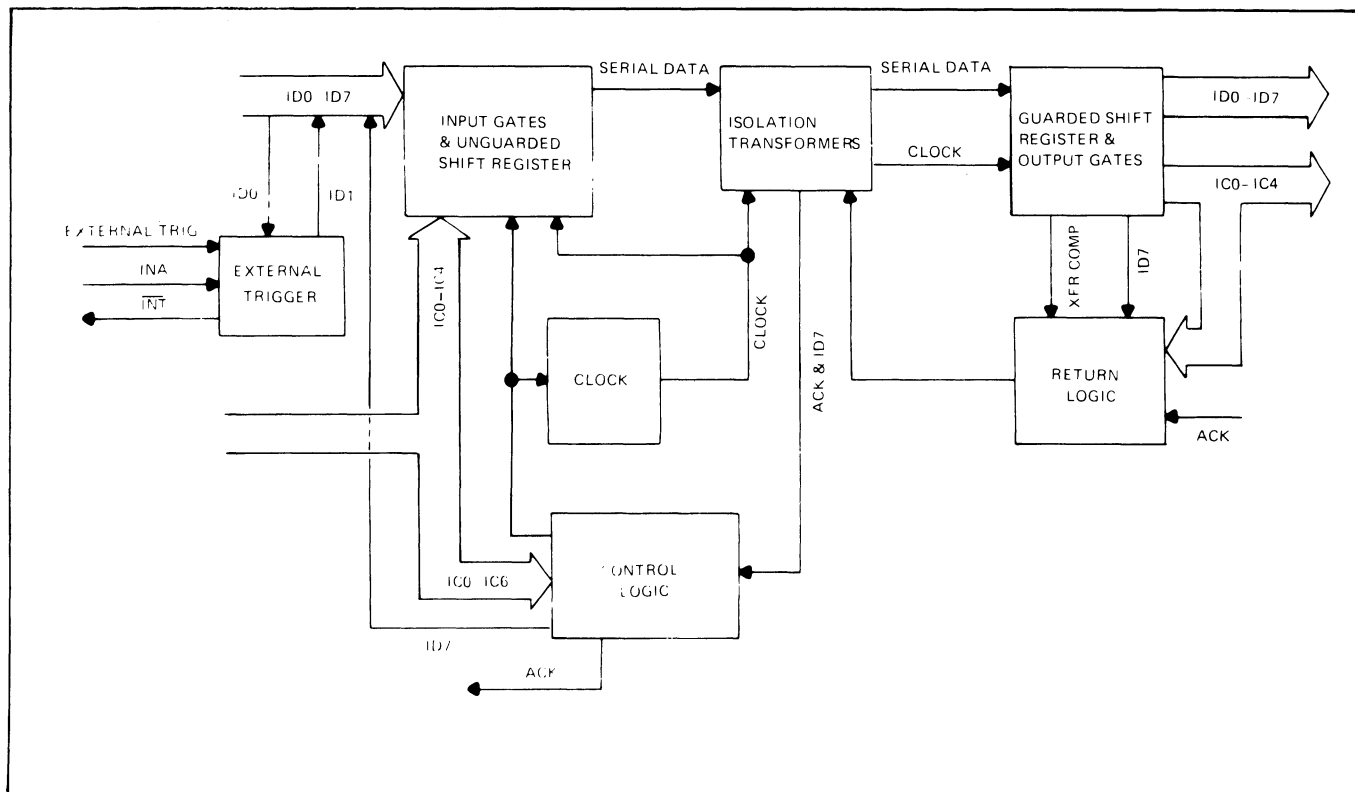 SERIAL DATA
SERIAL DATA
ID0 - ID7
INPUT GATES
& UNGUARDED
SHIFT REGISTER
ISOLATION
TRANSFORMERS
GUARDED SHIFT
REGISTER &
OUTPUT GATES
ID0 - ID7
CLOCK
IC0 - IC4
ID0
ID1
EXTERNAL TRIG
INA
INT
EXTERNAL
TRIGGER
IC0-IC4
CLOCK
CLOCK
ACK & ID7
XFR COMP
ID7
RETURN
LOGIC
ACK
IC0 - IC6
CONTROL
LOGIC
ID7
ACK